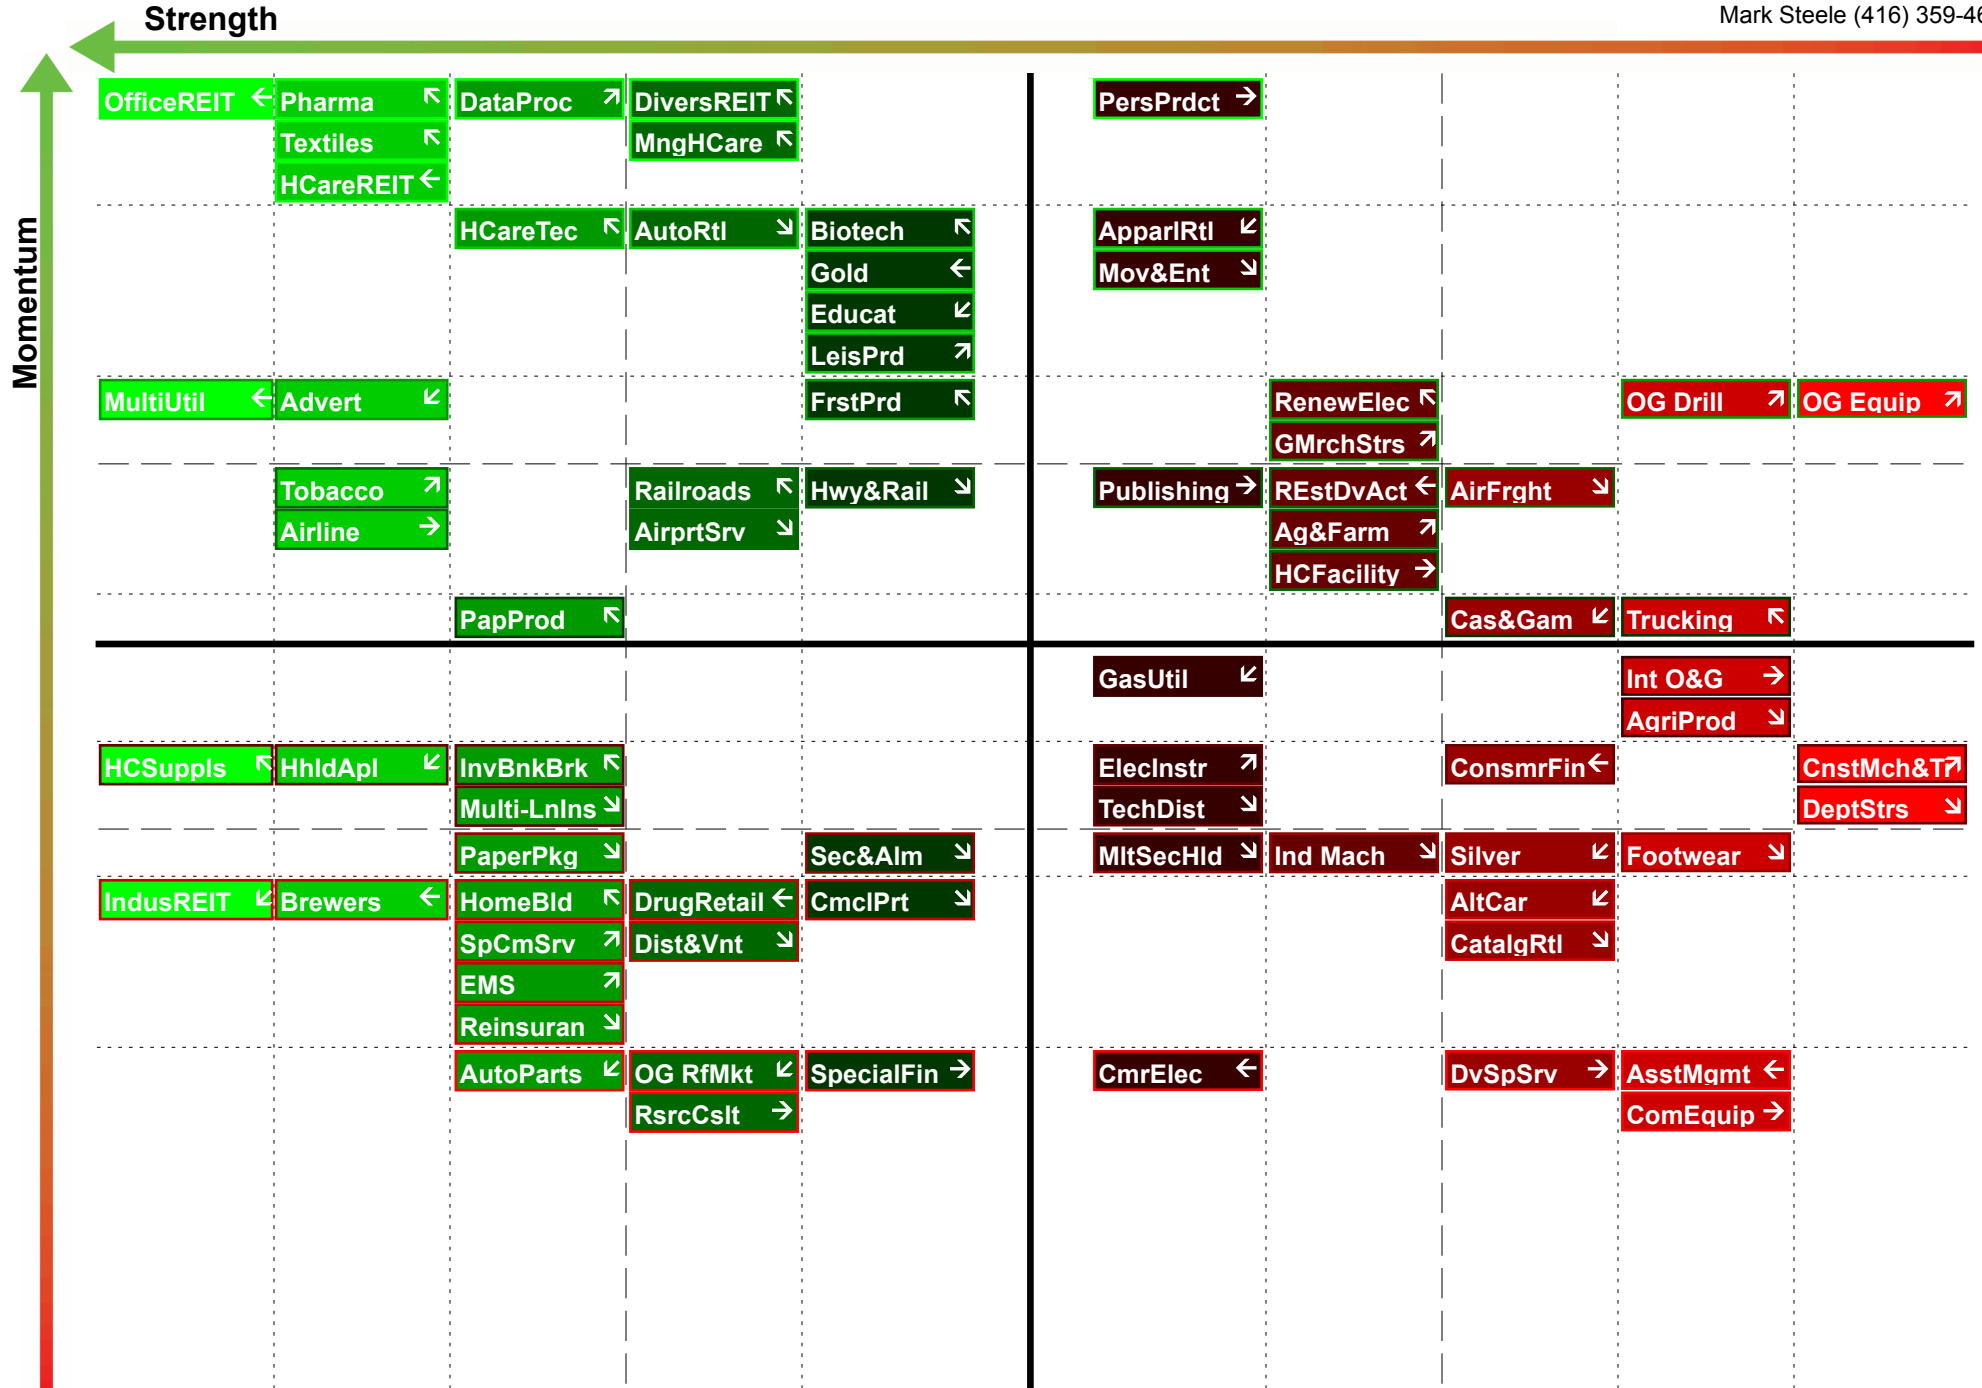 Strength
Mark Steele (416) 359-46
Momentum
OfficeREIT ← Pharma ↖ DataProc ↗ DiversREIT ↖ PersPrdct →
Textiles ↖ MngHCare ↖
HCareREIT ←
HCareTec ↖ AutoRtl ↘ Biotech ↖ ApparlRtl ↙
Gold ← Mov&Ent ↘
Educat ↙
LeisPrd ↗
MultiUtil ← Advert ↙ FrstPrd ↖ RenewElec ↖ OG Drill ↗ OG Equip ↗
GMrchStrs ↗
Tobacco ↗ Railroads ↖ Hwy&Rail ↘ Publishing → REstDvAct ← AirFrght ↘
Airline → AirprtSrv ↘ Ag&Farm ↗
HCFacility →
PapProd ↖ Cas&Gam ↙ Trucking ↖
GasUtil ↙ Int O&G →
AgriProd ↘
HCSuppls ↖ HhldApl ↙ InvBnkBrk ↖ ElecInstr ↗ ConsmrFin ← CnstMch&Tr ↗
Multi-LnIns ↘ TechDist ↘ DeptStrs ↘
PaperPkg ↘ Sec&Alm ↘ MltSecHld ↘ Ind Mach ↘ Silver ↙ Footwear ↘
IndusREIT ↙ Brewers ← HomeBld ↖ DrugRetail ← CmclPrt ↘ AltCar ↙
SpCmSrv ↗ Dist&Vnt ↘ CatalgRtl ↘
EMS ↗
Reinsuran ↘
AutoParts ↙ OG RfMkt ↙ SpecialFin → CmrElec ← DvSpSrv → AsstMgmt ←
RsrcCslt → ComEquip →